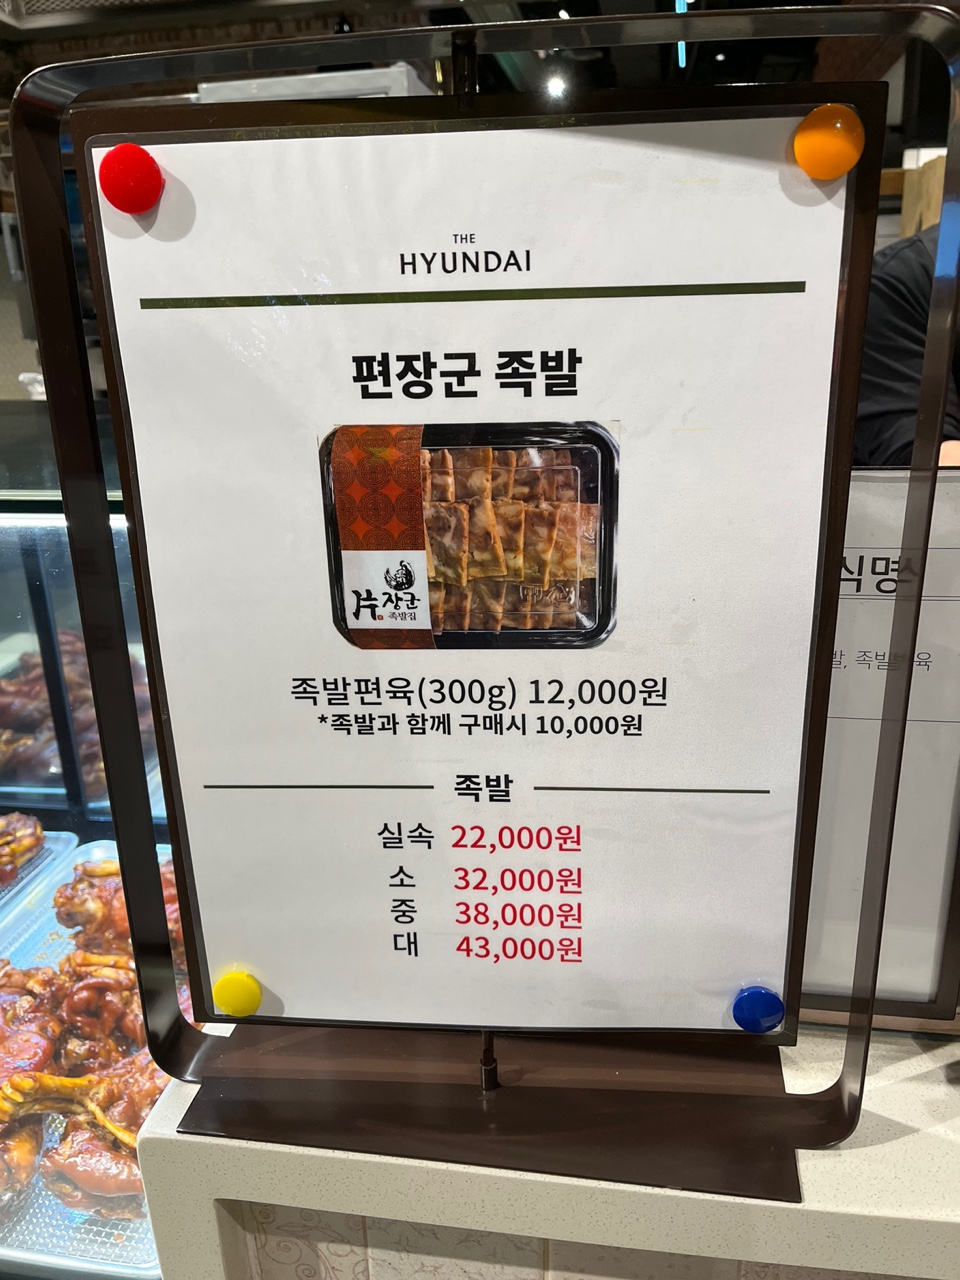 THE
HYUNDAI
편장군 족발
片장군
족발집
족발편육(300g) 12,000원
*족발과 함께 구매시 10,000원
족발
실속 22,000원
소 32,000원
중 38,000원
대 43,000원
식명